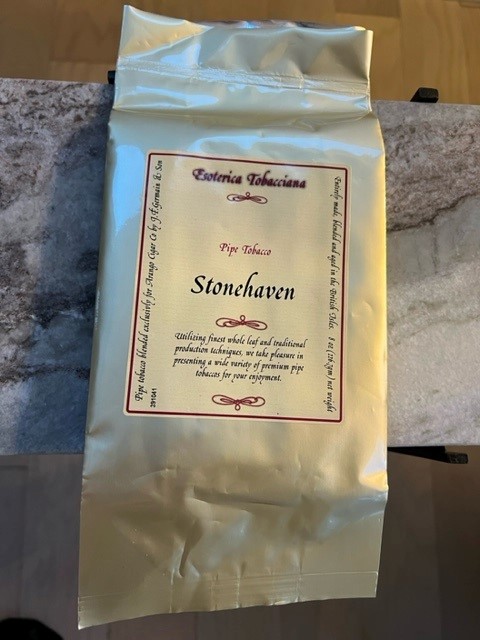 Esoterica Tobacciana
Pipe Tobacco
Stonehaven
Utilizing finest whole leaf and traditional
production techniques, we take pleasure in
presenting a wide variety of premium pipe
tobaccos for your enjoyment.
Pipe tobacco blended exclusively for Arango Cigar Co by J.F.Germain & Son
291041
Entirely made, blended and aged in the British Isles. 8 oz (226.7gm) net weight